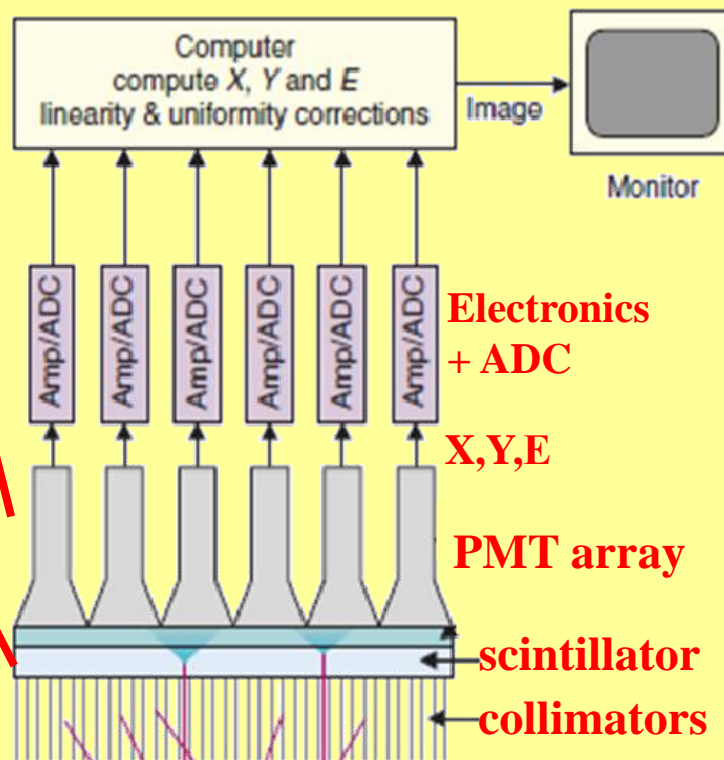 Computer
compute X, Y and E
linearity & uniformity corrections
Image
Monitor
Amp/ADC
Amp/ADC
Amp/ADC
Amp/ADC
Amp/ADC
Amp/ADC
Electronics
+ ADC
X,Y,E
PMT array
scintillator
collimators